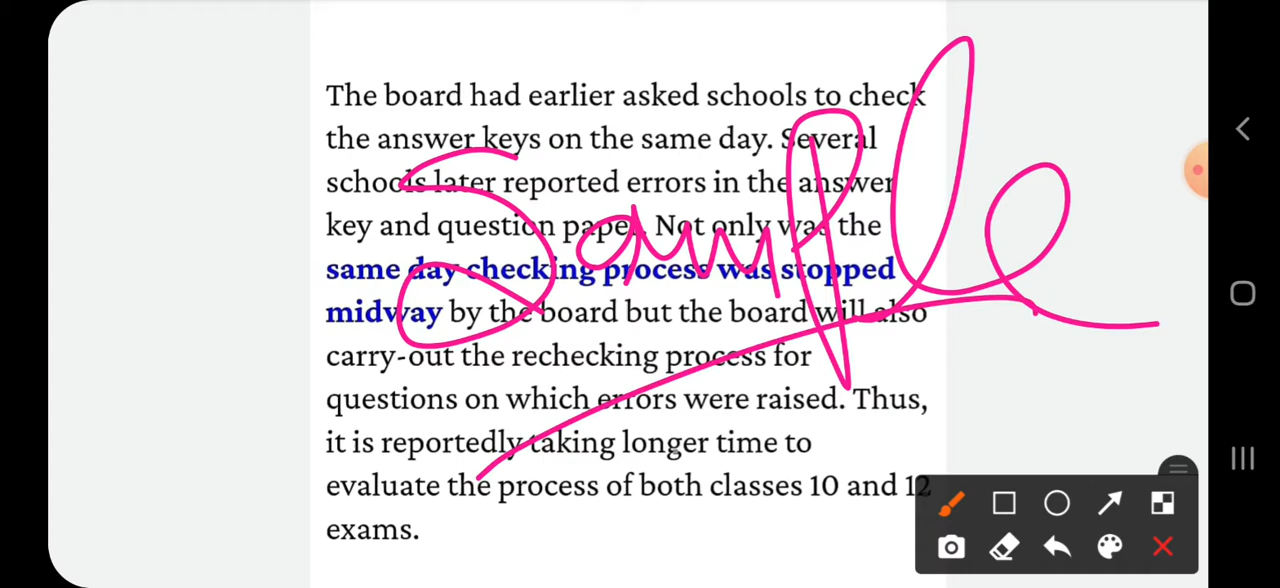 The board had earlier asked schools to check
the answer keys on the same day. Several
schools later reported errors in the answer
key and question paper. Not only was the
same day checking process was stopped
midway by the board but the board will also
carry-out the rechecking process for
questions on which errors were raised. Thus,
it is reportedly taking longer time to
evaluate the process of both classes 10 and 12
exams.
Sample